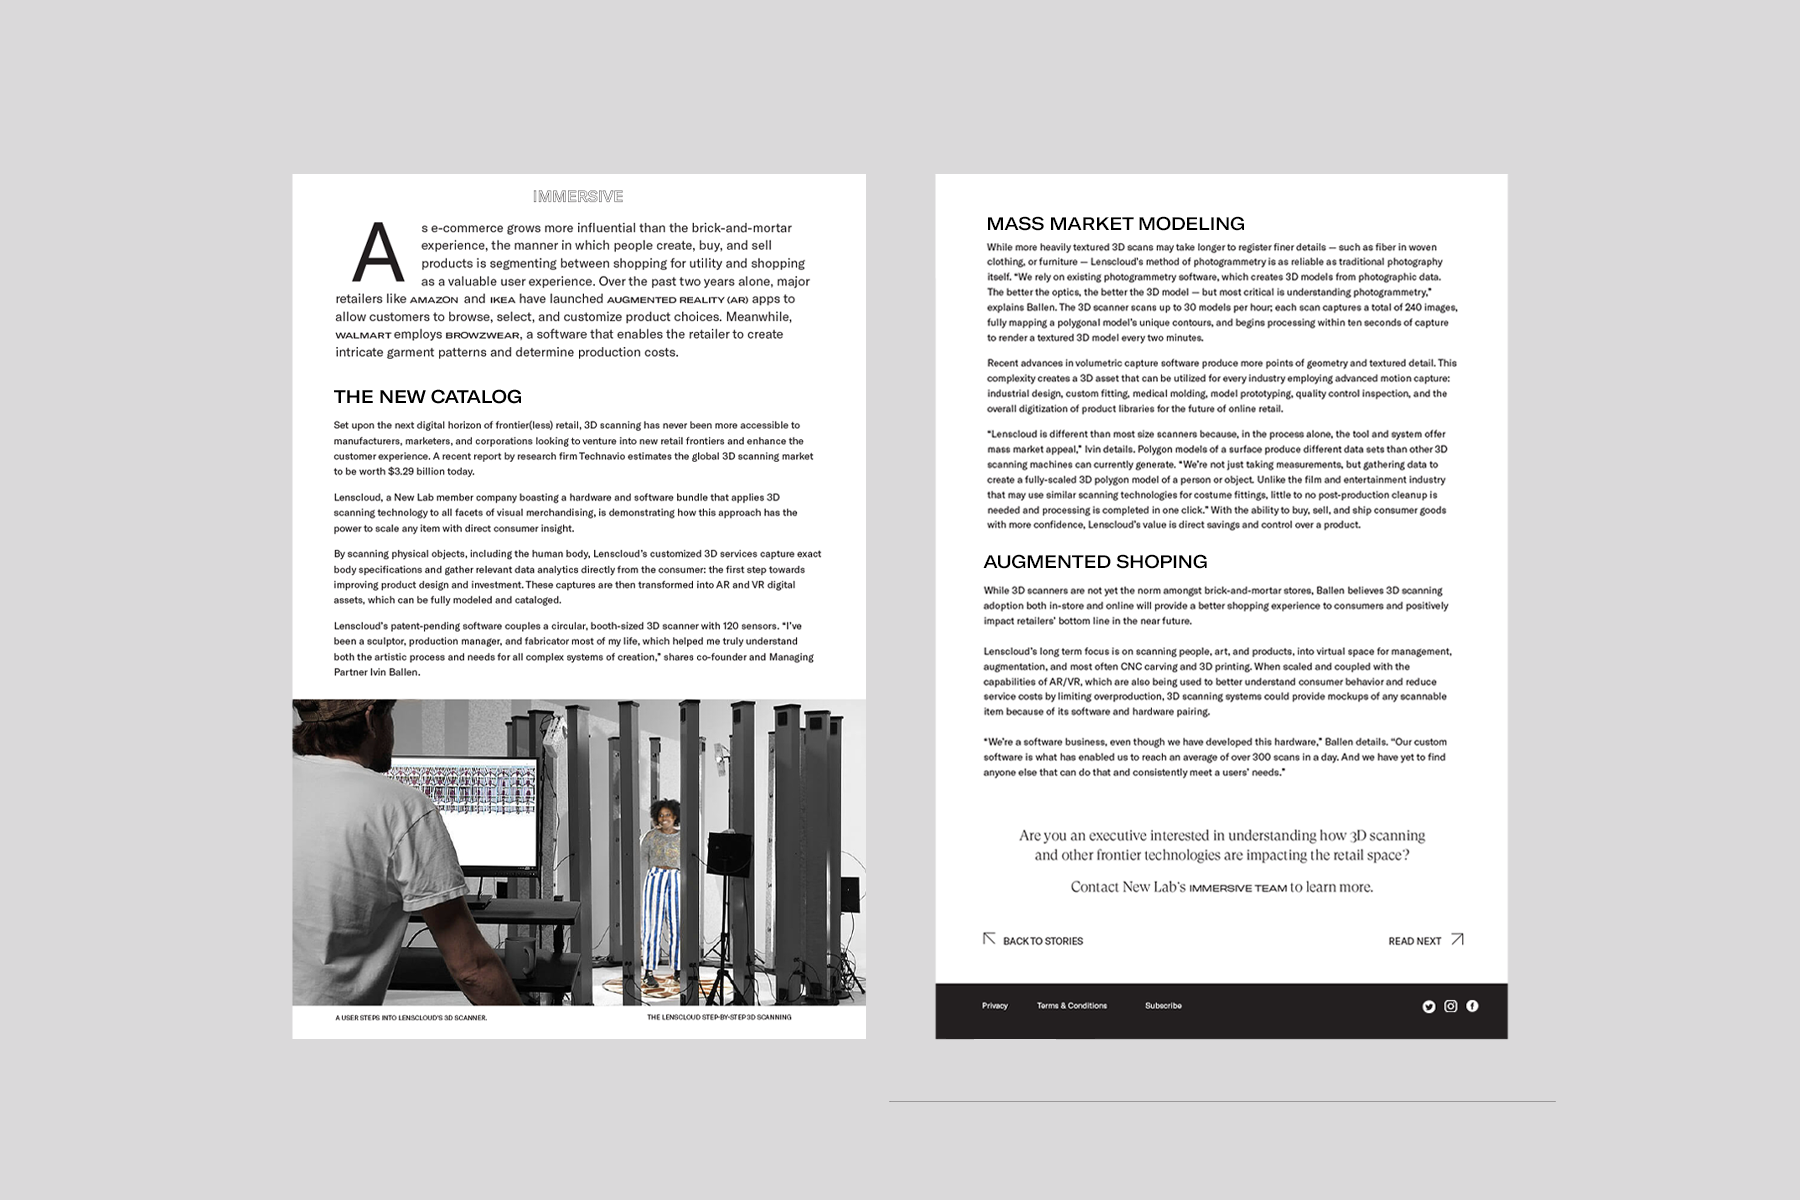 IMMERSIVE
As e-commerce grows more influential than the brick-and-mortar
experience, the manner in which people create, buy, and sell
products is segmenting between shopping for utility and shopping
as a valuable user experience. Over the past two years alone, major
retailers like AMAZON and IKEA have launched AUGMENTED REALITY (AR) apps to
allow customers to browse, select, and customize product choices. Meanwhile,
WALMART employs BROWZWEAR, a software that enables the retailer to create
intricate garment patterns and determine production costs.
THE NEW CATALOG
Set upon the next digital horizon of frontier(less) retail, 3D scanning has never been more accessible to
manufacturers, marketers, and corporations looking to venture into new retail frontiers and enhance the
customer experience. A recent report by research firm Technavio estimates the global 3D scanning market
to be worth $3.29 billion today.
Lenscloud, a New Lab member company boasting a hardware and software bundle that applies 3D
scanning technology to all facets of visual merchandising, is demonstrating how this approach has the
power to scale any item with direct consumer insight.
By scanning physical objects, including the human body, Lenscloud's customized 3D services capture exact
body specifications and gather relevant data analytics directly from the consumer: the first step towards
improving product design and investment. These captures are then transformed into AR and VR digital
assets, which can be fully modeled and cataloged.
Lenscloud's patent-pending software couples a circular, booth-sized 3D scanner with 120 sensors. "I've
been a sculptor, production manager, and fabricator most of my life, which helped me truly understand
both the artistic process and needs for all complex systems of creation," shares co-founder and Managing
Partner Ivin Ballen.
A USER STEPS INTO LENSCLOUD'S 3D SCANNER.
THE LENSCLOUD STEP-BY-STEP 3D SCANNING
MASS MARKET MODELING
While more heavily textured 3D scans may take longer to register finer details — such as fiber in woven
clothing, or furniture — Lenscloud's method of photogrammetry is as reliable as traditional photography
itself. "We rely on existing photogrammetry software, which creates 3D models from photographic data.
The better the optics, the better the 3D model — but most critical is understanding photogrammetry,"
explains Ballen. The 3D scanner scans up to 30 models per hour; each scan captures a total of 240 images,
fully mapping a polygonal model's unique contours, and begins processing within ten seconds of capture
to render a textured 3D model every two minutes.
Recent advances in volumetric capture software produce more points of geometry and textured detail. This
complexity creates a 3D asset that can be utilized for every industry employing advanced motion capture:
industrial design, custom fitting, medical molding, model prototyping, quality control inspection, and the
overall digitization of product libraries for the future of online retail.
"Lenscloud is different than most size scanners because, in the process alone, the tool and system offer
mass market appeal," Ivin details. Polygon models of a surface produce different data sets than other 3D
scanning machines can currently generate. "We're not just taking measurements, but gathering data to
create a fully-scaled 3D polygon model of a person or object. Unlike the film and entertainment industry
that may use similar scanning technologies for costume fittings, little to no post-production cleanup is
needed and processing is completed in one click." With the ability to buy, sell, and ship consumer goods
with more confidence, Lenscloud's value is direct savings and control over a product.
AUGMENTED SHOPING
While 3D scanners are not yet the norm amongst brick-and-mortar stores, Ballen believes 3D scanning
adoption both in-store and online will provide a better shopping experience to consumers and positively
impact retailers' bottom line in the near future.
Lenscloud's long term focus is on scanning people, art, and products, into virtual space for management,
augmentation, and most often CNC carving and 3D printing. When scaled and coupled with the
capabilities of AR/VR, which are also being used to better understand consumer behavior and reduce
service costs by limiting overproduction, 3D scanning systems could provide mockups of any scannable
item because of its software and hardware pairing.
"We're a software business, even though we have developed this hardware," Ballen details. "Our custom
software is what has enabled us to reach an average of over 300 scans in a day. And we have yet to find
anyone else that can do that and consistently meet a users' needs."
Are you an executive interested in understanding how 3D scanning
and other frontier technologies are impacting the retail space?
Contact New Lab's IMMERSIVE TEAM to learn more.
BACK TO STORIES
READ NEXT
Privacy
Terms & Conditions
Subscribe